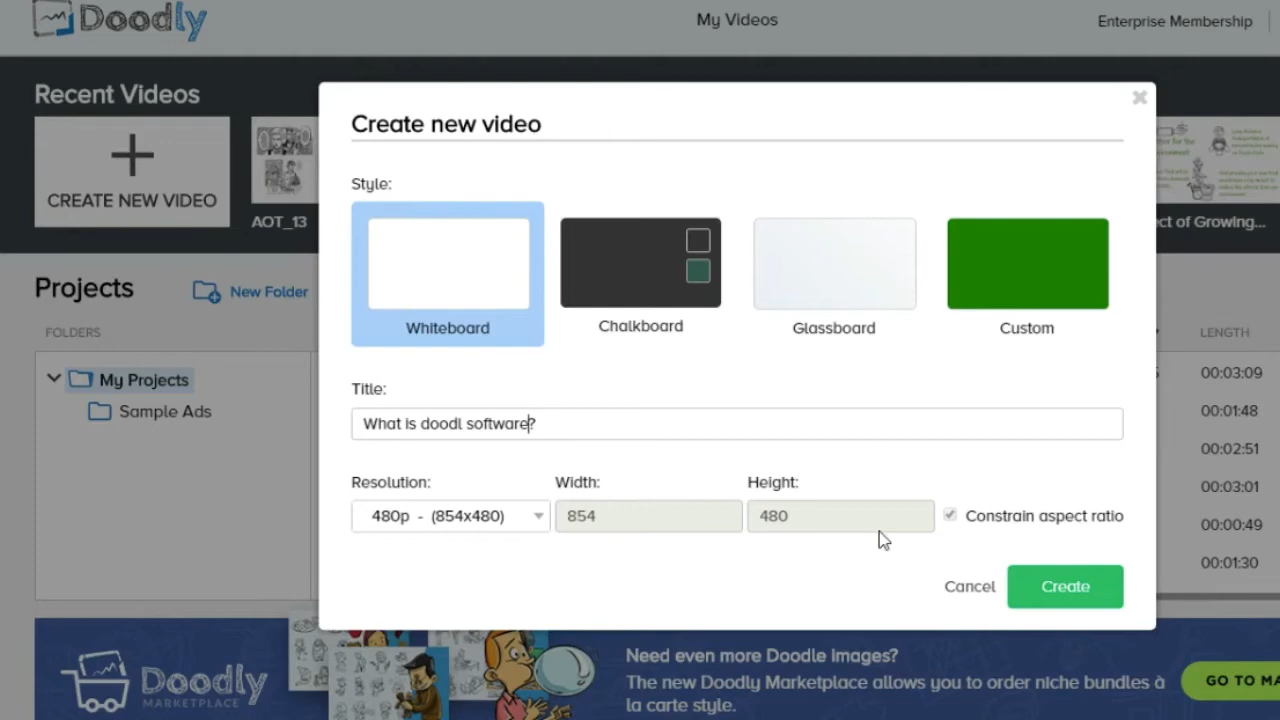 Doodly
My Videos
Enterprise Membership
Recent Videos
CREATE NEW VIDEO
AOT_13
ct of Growing...
Create new video
Style:
Whiteboard
Chalkboard
Glassboard
Custom
Title:
What is doodl software?
Resolution:
Width:
Height:
480p - (854x480)
854
480
Constrain aspect ratio
Cancel
Create
Projects
New Folder
FOLDERS
LENGTH
My Projects
Sample Ads
00:03:09
00:01:48
00:02:51
00:03:01
00:00:49
00:01:30
Doodly
MARKETPLACE
Need even more Doodle Images?
The new Doodly Marketplace allows you to order niche bundles à
la carte style.
GO TO MA